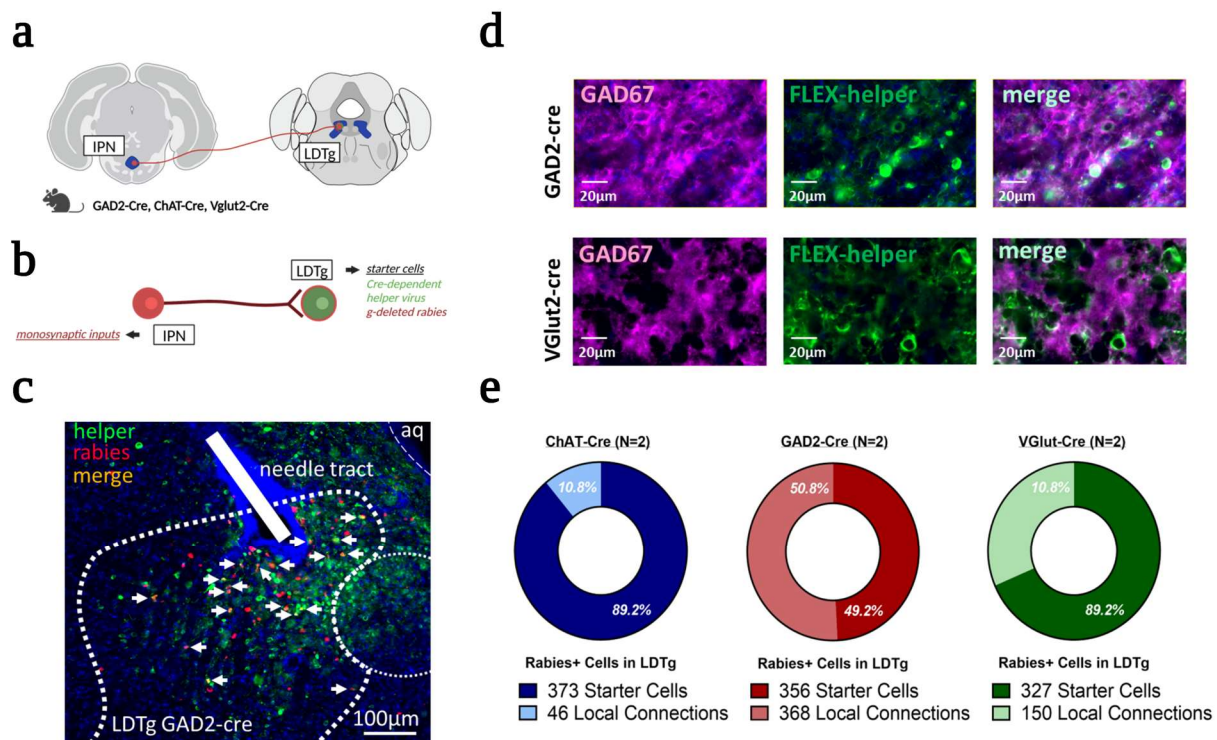 a
IPN
LDTg
GAD2-Cre, ChAT-Cre, Vglut2-Cre
b
LDTg
starter cells
Cre-dependent
helper virus
g-deleted rabies
monosynaptic inputs
IPN
c
helper
rabies
merge
aq
needle tract
LDTg GAD2-cre
100µm
d
GAD2-cre
GAD67
FLEX-helper
merge
20µm
20µm
20µm
VGlut2-cre
GAD67
FLEX-helper
merge
20µm
20µm
20µm
e
ChAT-Cre (N=2)
10.8%
89.2%
Rabies+ Cells in LDTg
373 Starter Cells
46 Local Connections
GAD2-Cre (N=2)
50.8%
49.2%
Rabies+ Cells in LDTg
356 Starter Cells
368 Local Connections
VGlut-Cre (N=2)
10.8%
89.2%
Rabies+ Cells in LDTg
327 Starter Cells
150 Local Connections